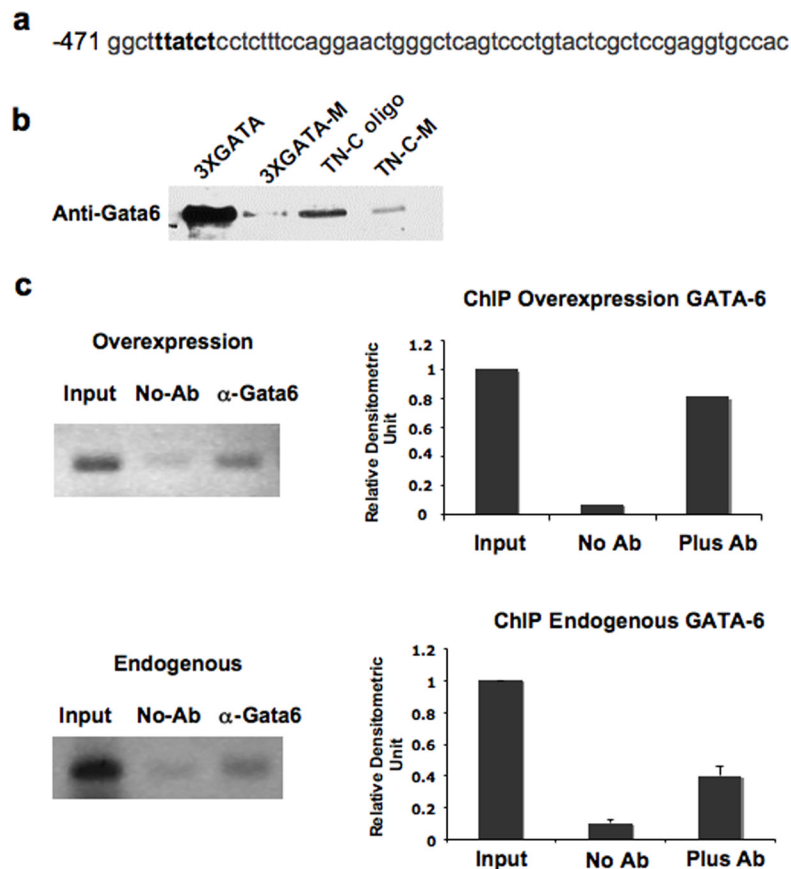 a
-471 ggctttatctcctctttccaggaactgggctcagtccctgtactcgctccgaggtgccac
b
3XGATA
3XGATA-M
TN-C oligo
TN-C-M
Anti-Gata6
c
Overexpression
Input No-Ab α-Gata6
ChIP Overexpression GATA-6
Relative Densitometric
Unit
1.2
1
0.8
0.6
0.4
0.2
0
Input No Ab Plus Ab
Endogenous
Input No-Ab α-Gata6
ChIP Endogenous GATA-6
Relative Densitometric
Unit
1.2
1
0.8
0.6
0.4
0.2
0
Input No Ab Plus Ab